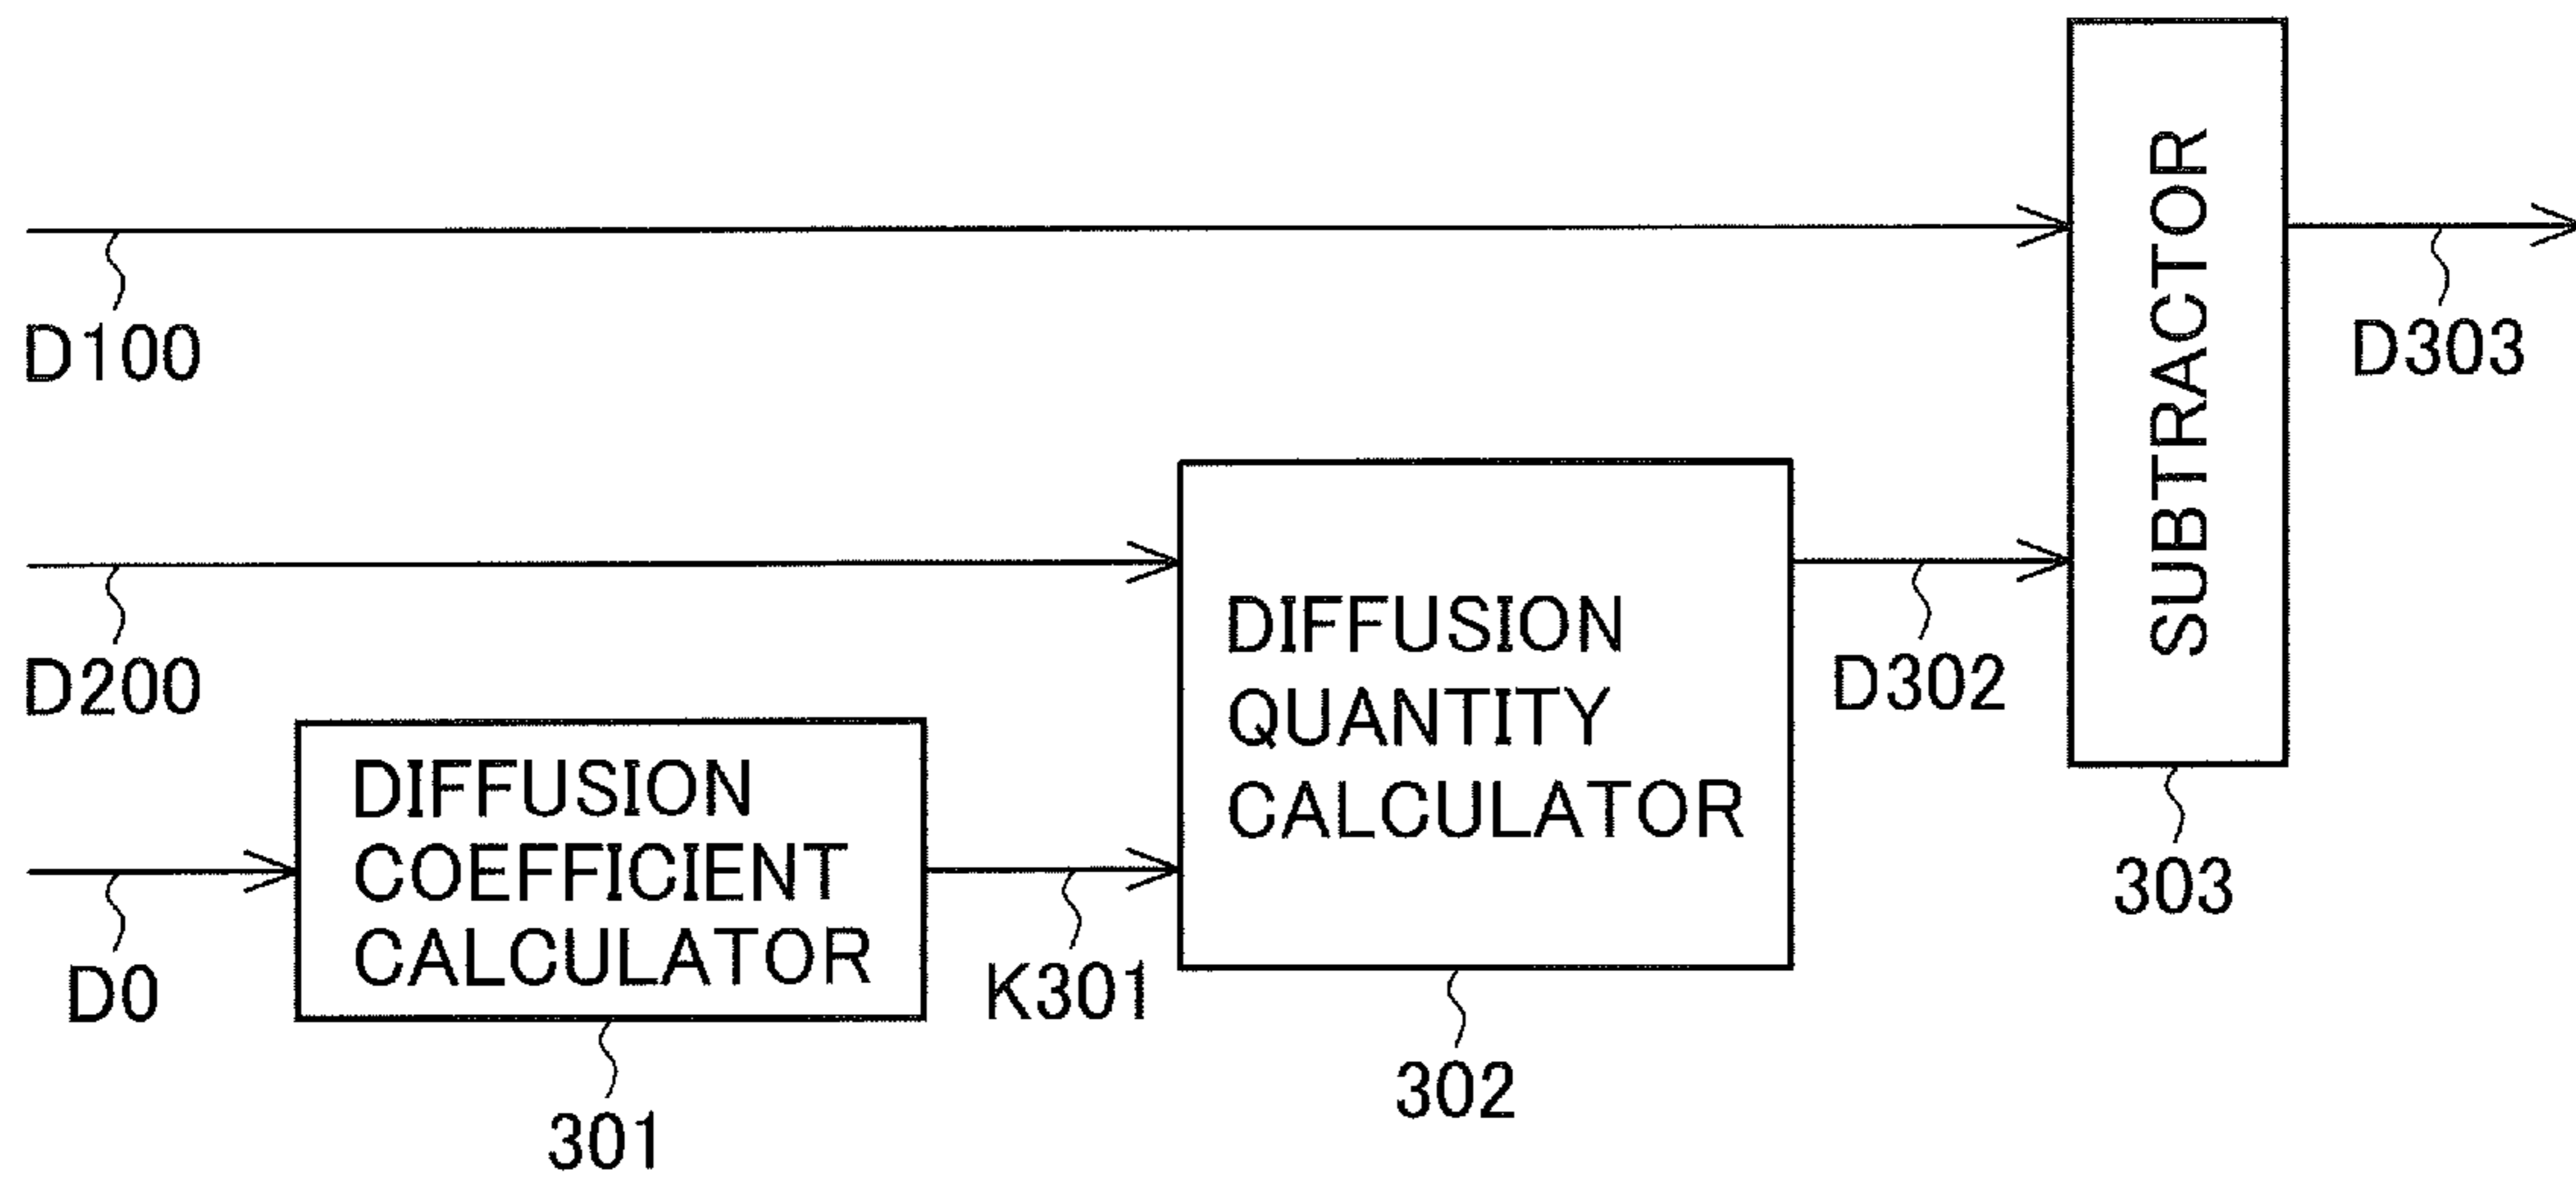 SUBTRACTOR
D100
D303
D200
DIFFUSION
QUANTITY
CALCULATOR
D302
DIFFUSION
COEFFICIENT
CALCULATOR
303
D0
K301
302
301